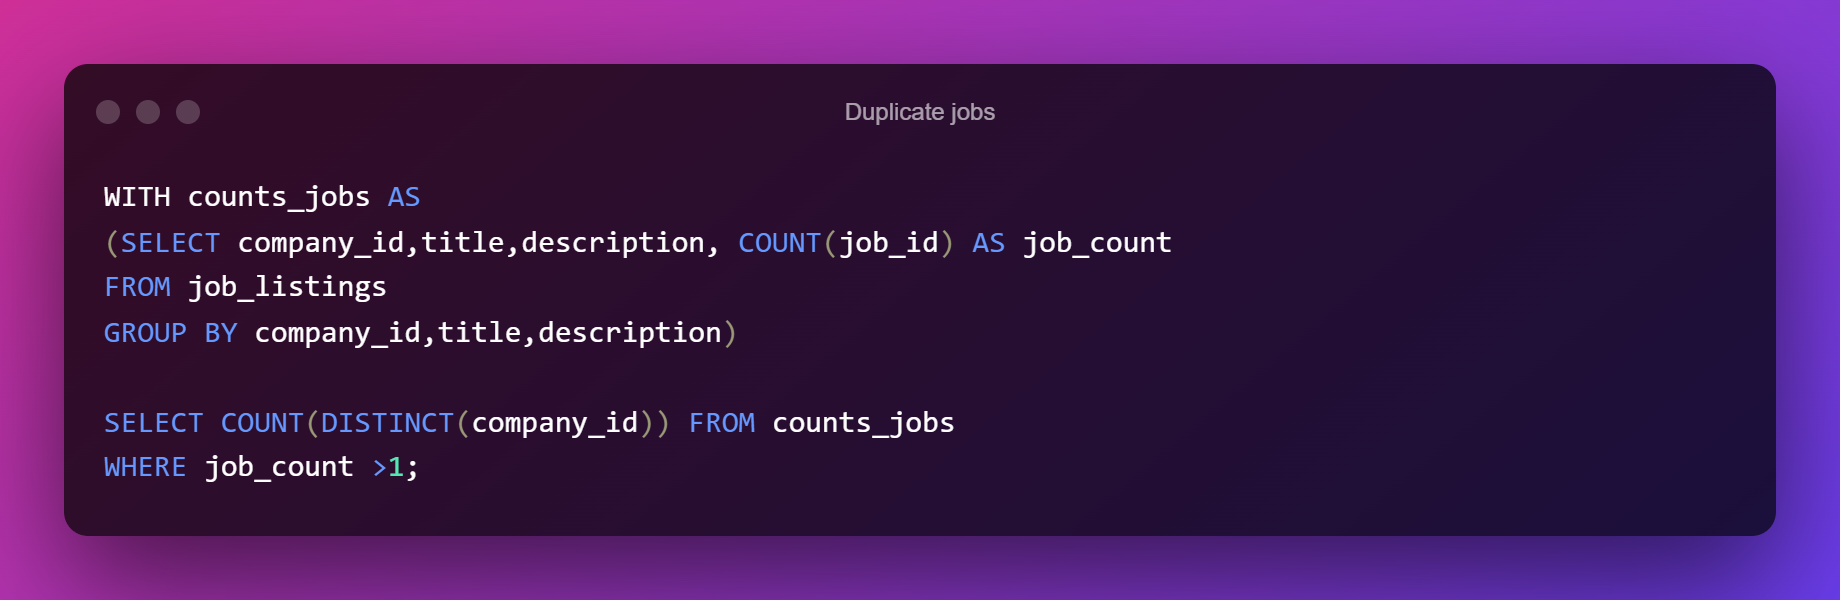 Duplicate jobs
WITH counts_jobs AS
(SELECT company_id,title,description, COUNT(job_id) AS job_count
FROM job_listings
GROUP BY company_id,title,description)
SELECT COUNT(DISTINCT(company_id)) FROM counts_jobs
WHERE job_count >1;